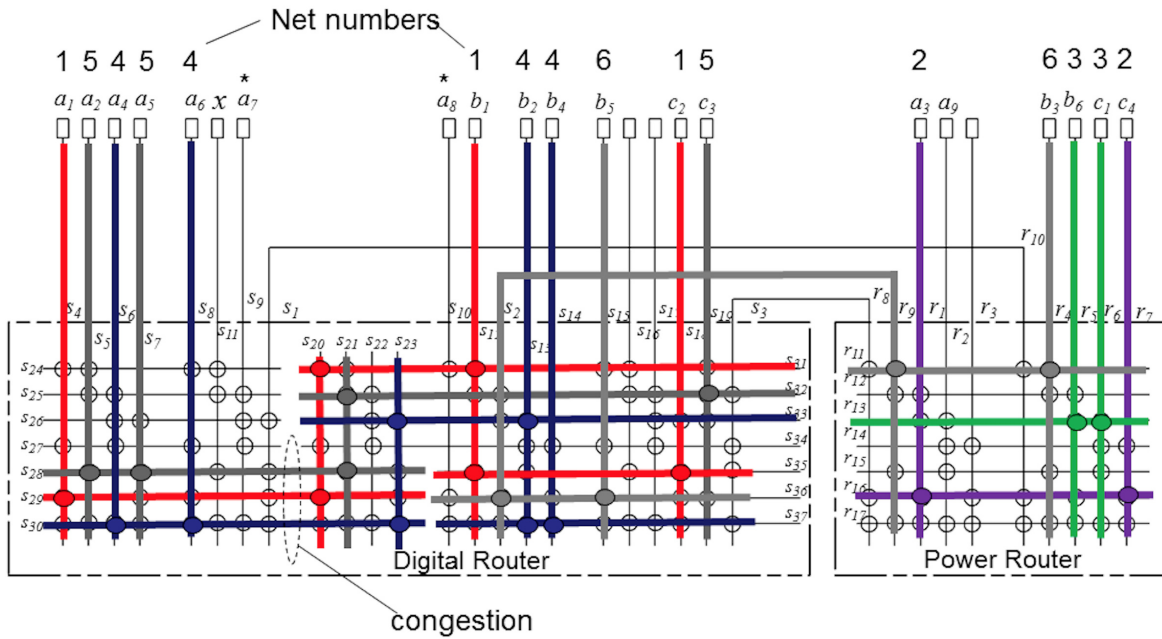 Net numbers
1 5 4 5 4 1 4 4 6 1 5 2 6 3 3 2
* *
a1 a2 a4 a5 a6 x a7 a8 b1 b2 b4 b5 c2 c3 a3 a9 b3 b6 c1 c4
r10
s4 s6 s8 s9 s1 s10 s2 s14 s15 s17 s19 s3 r8 r9 r1 r3 r4 r5 r6 r7
s5 s7 s11 s20 s21 s22 s23 s13 s16 s18 r2
s24 s31 r11
s25 s32 r12
s26 s33 r13
s27 s34 r14
s28 s35 r15
s29 s36 r16
s30 s37 r17
Digital Router Power Router
congestion